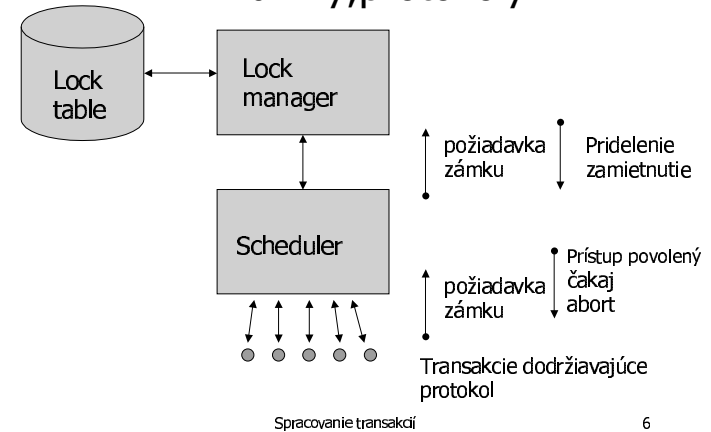 Lock
table
Lock
manager
požiadavka
zámku
Pridelenie
zamietnutie
Scheduler
požiadavka
zámku
Prístup povolený
čakaj
abort
Transakcie dodržiavajúce
protokol
Spracovanie transakcií
6